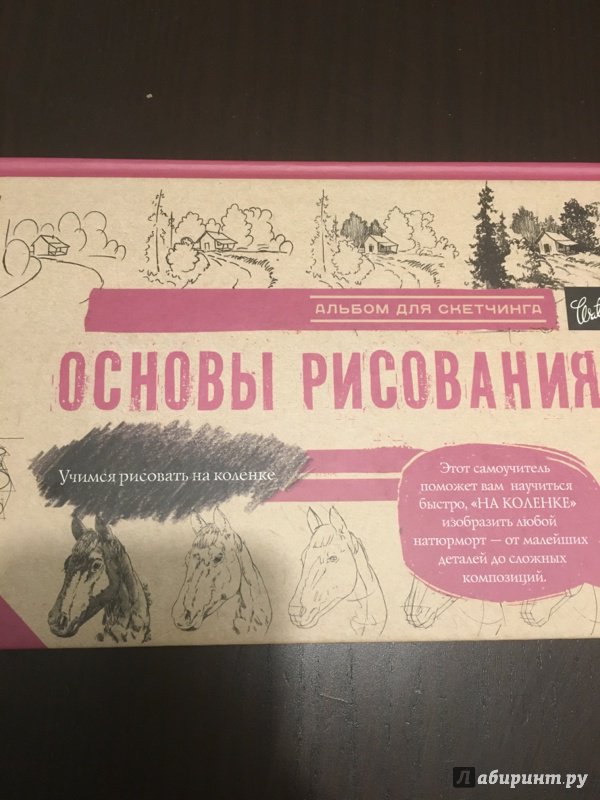 АЛЬБОМ ДЛЯ СКЕТЧИНГА
ОСНОВЫ РИСОВАНИЯ
Учимся рисовать на коленке
Этот самоучитель
поможет вам научиться
быстро, «НА КОЛЕНКЕ»
изобразить любой
натюрморт — от малейших
деталей до сложных
композиций.
Лабиринт.ру